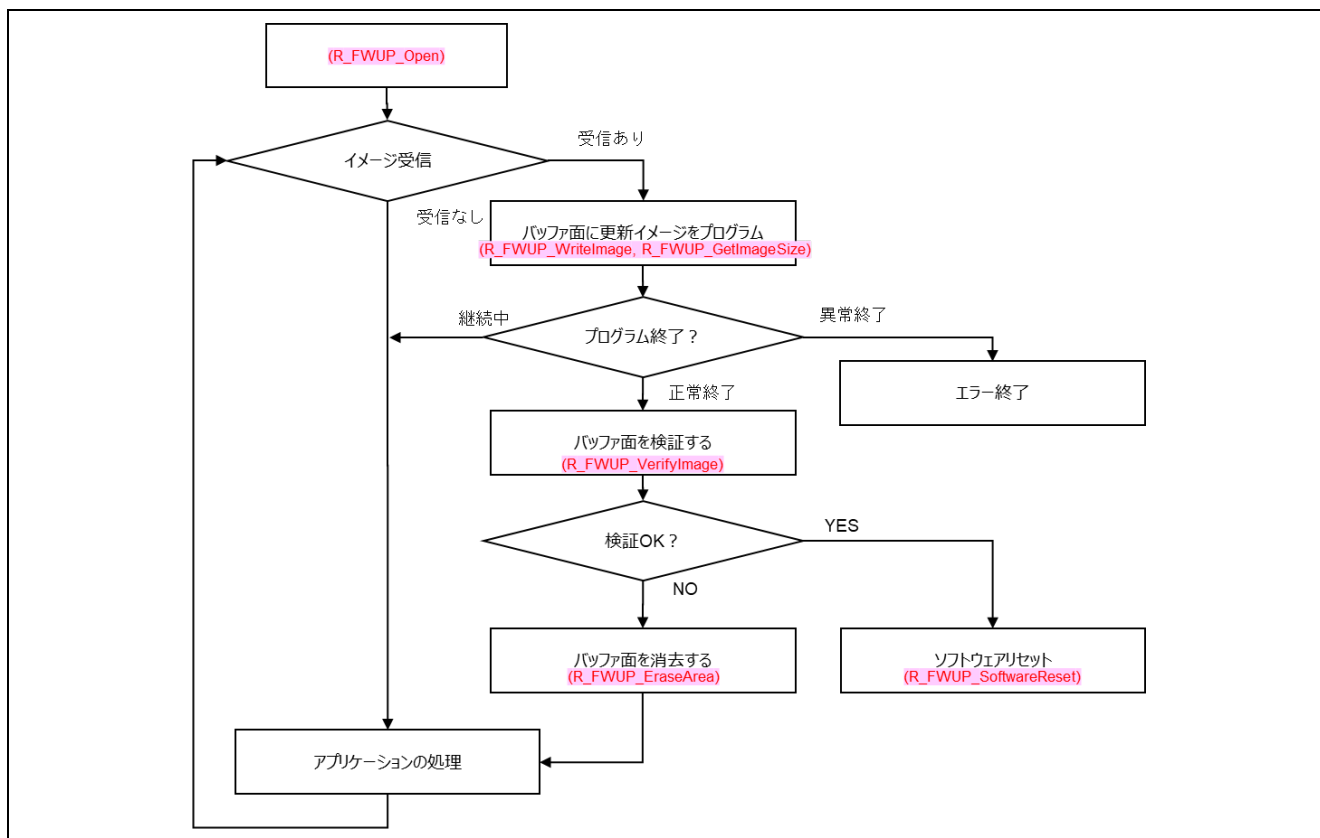 (R_FWUP_Open)
イメージ受信
受信あり
受信なし
バッファ面に更新イメージをプログラム
(R_FWUP_WriteImage, R_FWUP_GetImageSize)
プログラム終了？
継続中
異常終了
エラー終了
正常終了
バッファ面を検証する
(R_FWUP_VerifyImage)
検証OK？
YES
NO
バッファ面を消去する
(R_FWUP_EraseArea)
ソフトウェアリセット
(R_FWUP_SoftwareReset)
アプリケーションの処理